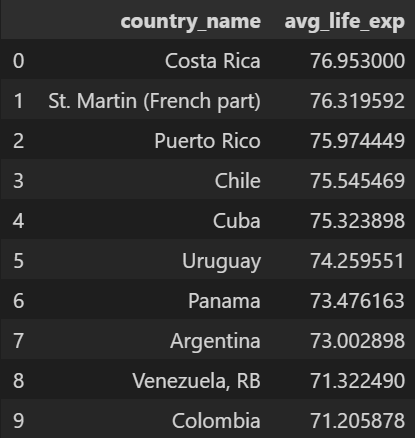 country_name avg_life_exp
0 Costa Rica 76.953000
1 St. Martin (French part) 76.319592
2 Puerto Rico 75.974449
3 Chile 75.545469
4 Cuba 75.323898
5 Uruguay 74.259551
6 Panama 73.476163
7 Argentina 73.002898
8 Venezuela, RB 71.322490
9 Colombia 71.205878